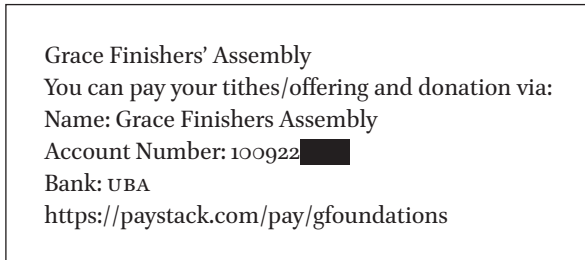 Grace Finishers’ Assembly
You can pay your tithes/offering and donation via:
Name: Grace Finishers Assembly
Account Number: 100922
Bank: UBA
https://paystack.com/pay/gfoundations